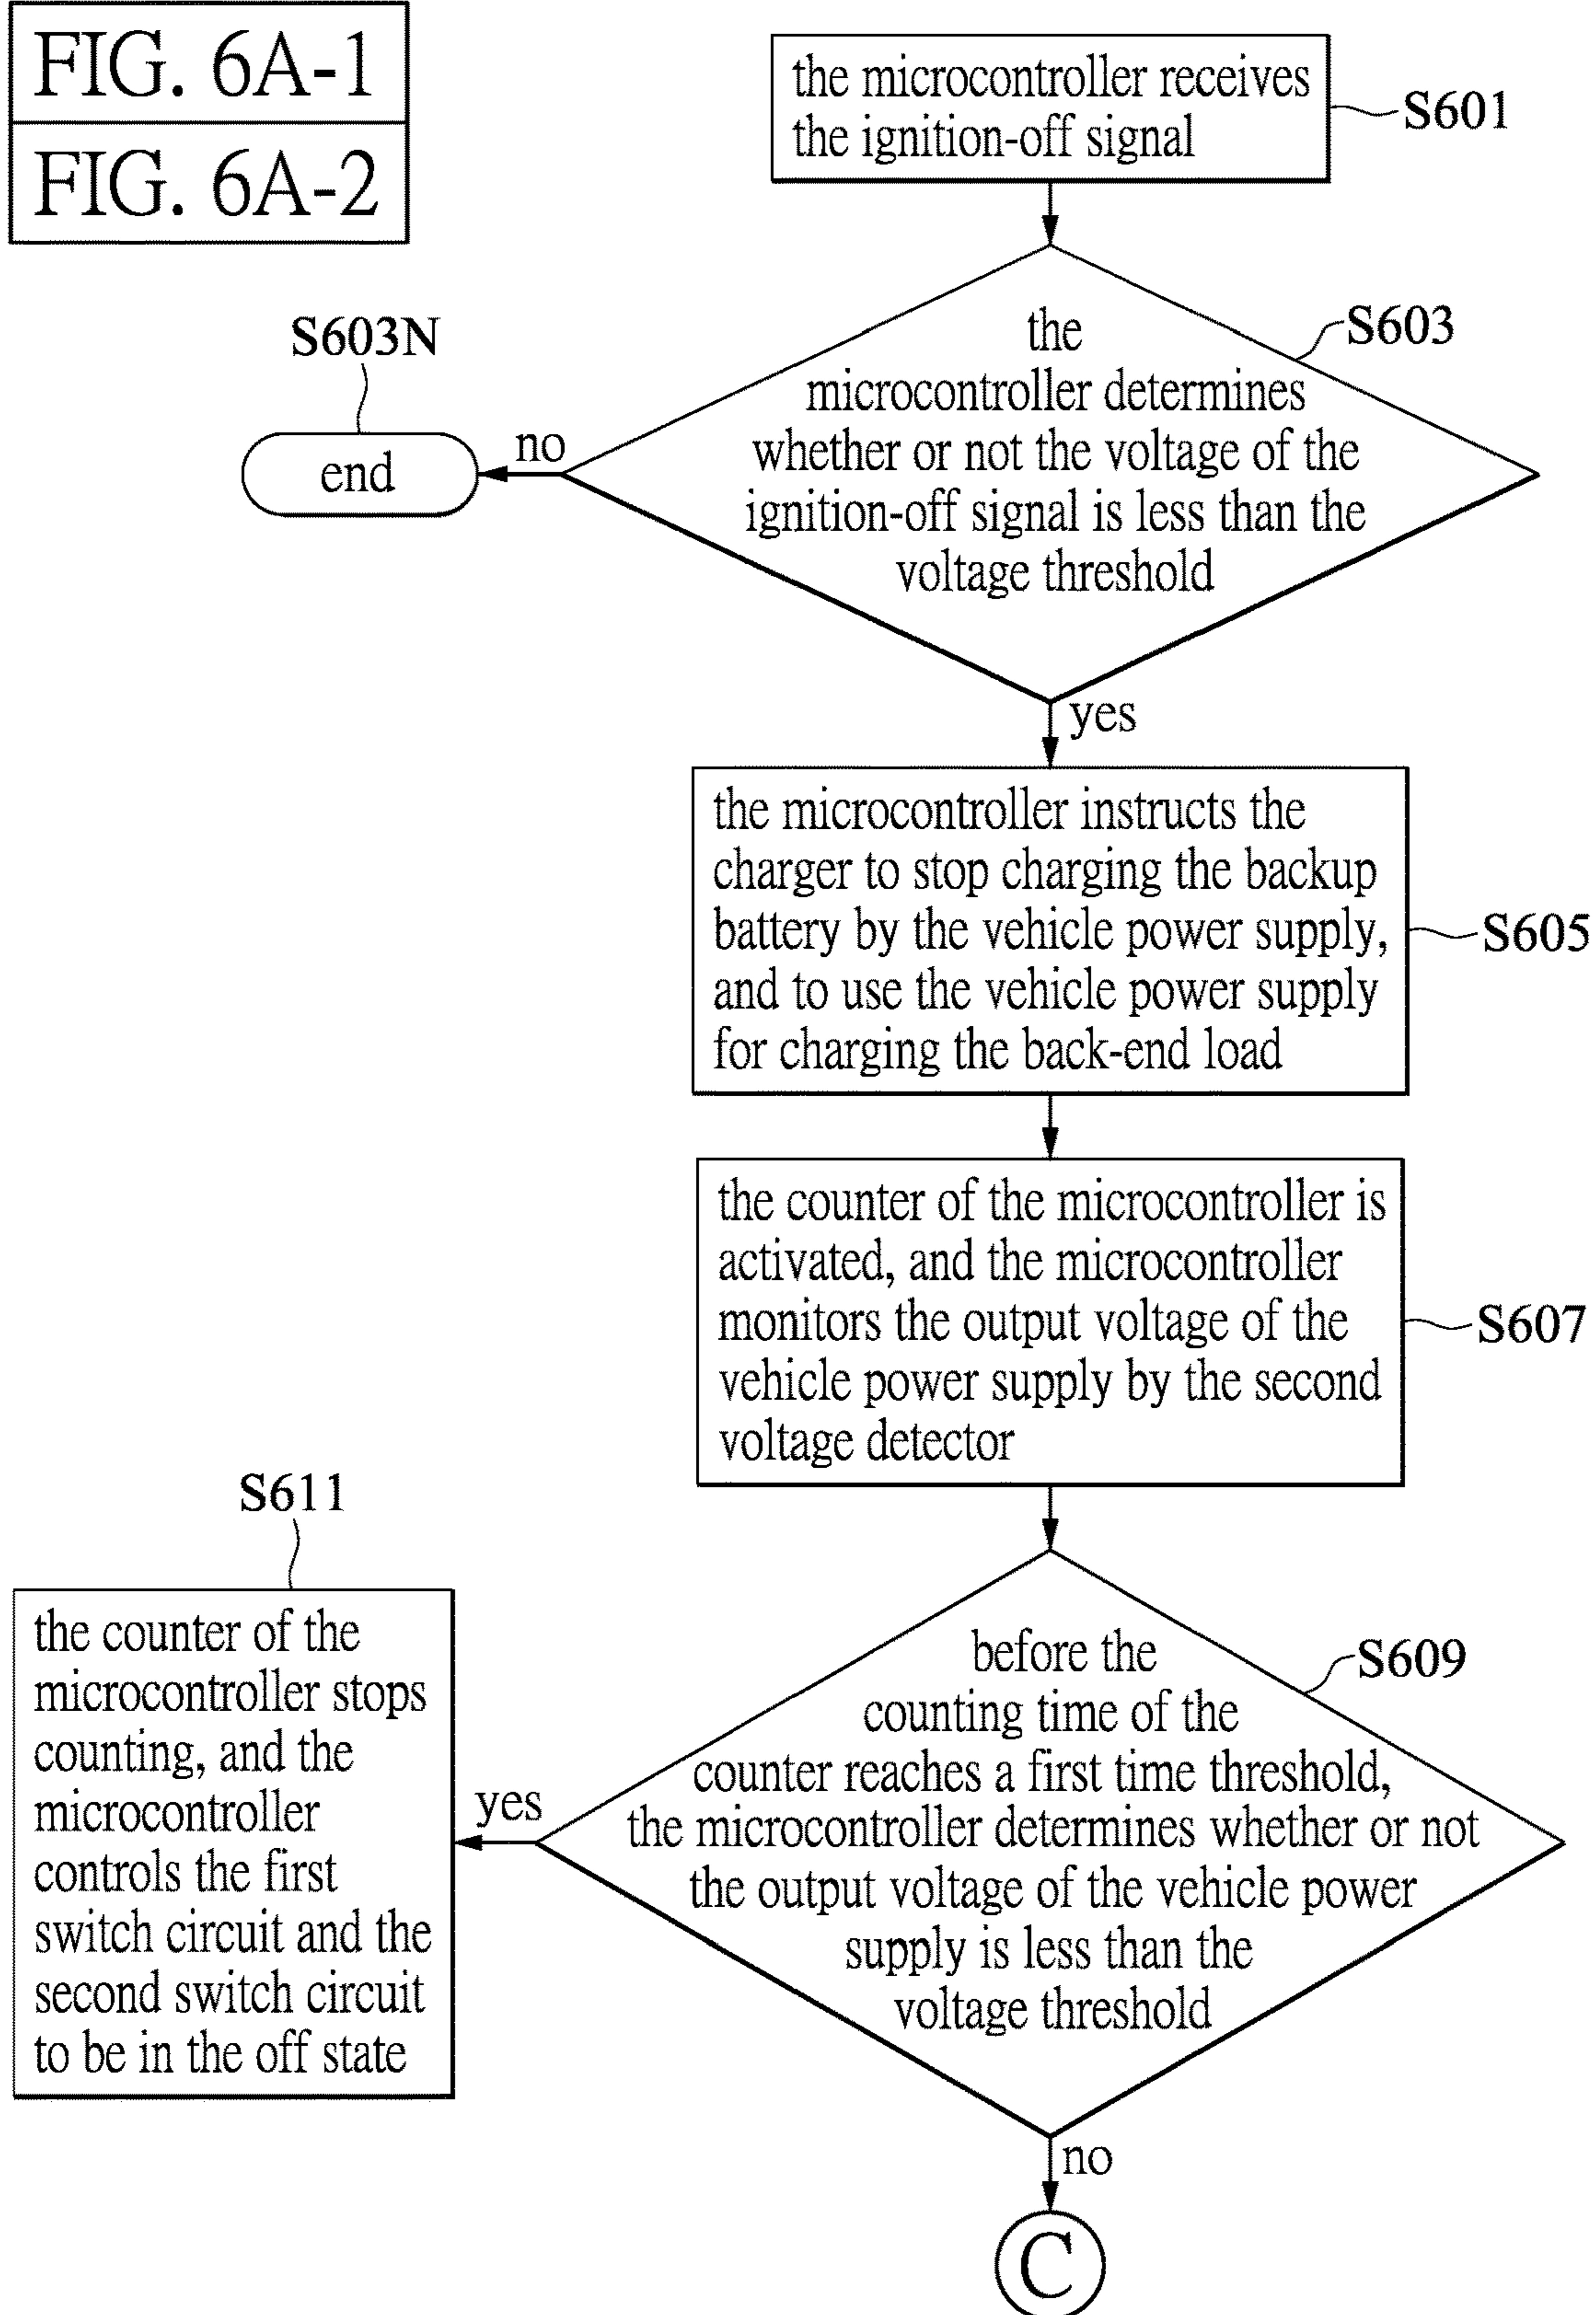 FIG. 6A-1
FIG. 6A-2
the microcontroller receives
the ignition-off signal
S601
the
microcontroller determines
whether or not the voltage of the
ignition-off signal is less than the
voltage threshold
S603
no
S603N
end
yes
the microcontroller instructs the
charger to stop charging the backup
battery by the vehicle power supply,
and to use the vehicle power supply
for charging the back-end load
S605
the counter of the microcontroller is
activated, and the microcontroller
monitors the output voltage of the
vehicle power supply by the second
voltage detector
S607
before the
counting time of the
counter reaches a first time threshold,
the microcontroller determines whether or not
the output voltage of the vehicle power
supply is less than the
voltage threshold
S609
yes
S611
the counter of the
microcontroller stops
counting, and the
microcontroller
controls the first
switch circuit and the
second switch circuit
to be in the off state
no
C